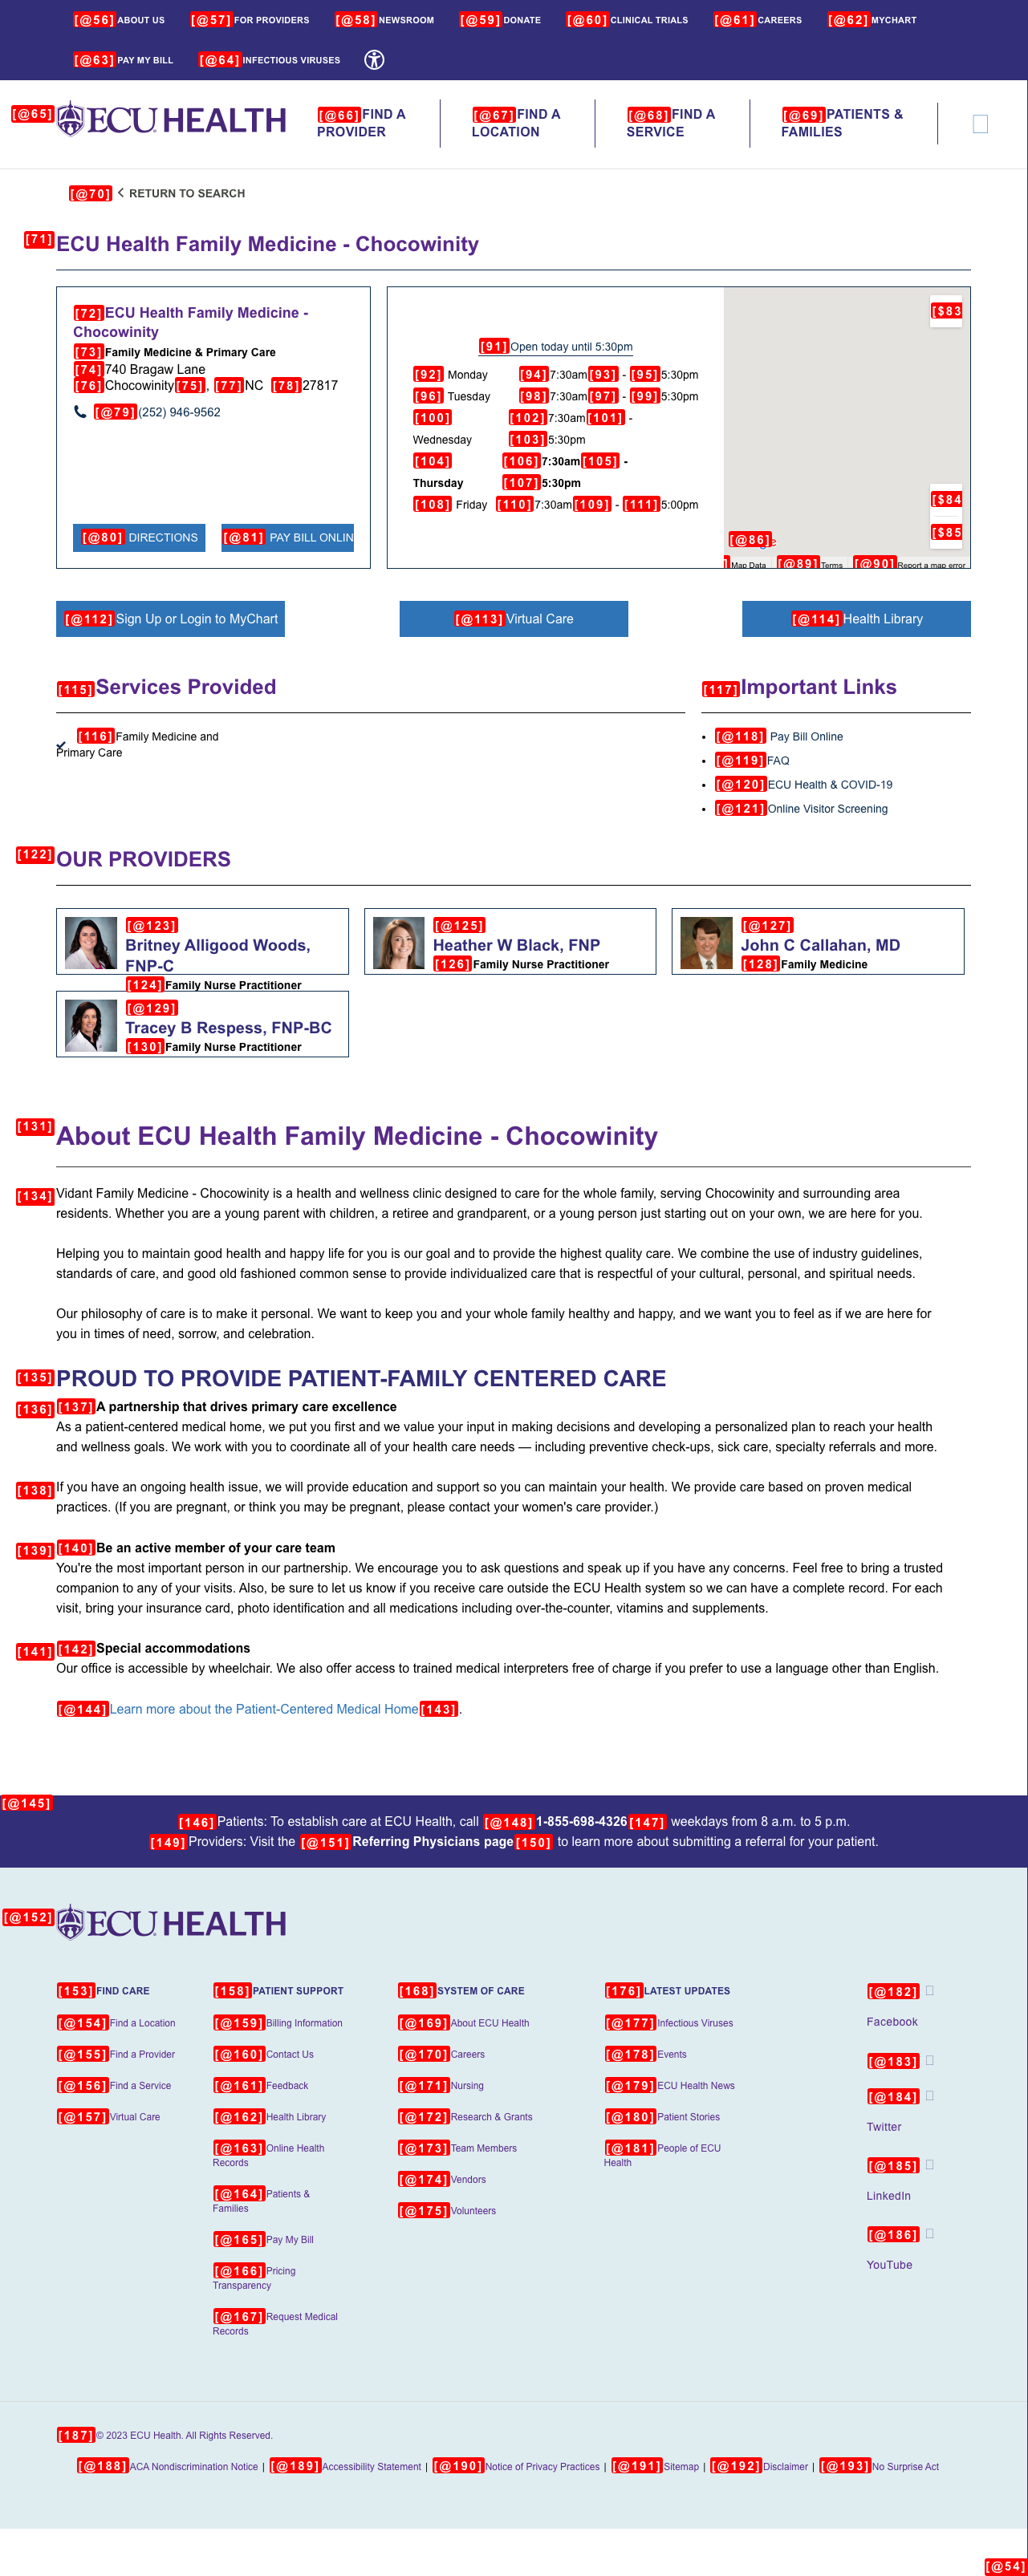 [@56] ABOUT US [@57] FOR PROVIDERS [@58] NEWSROOM [@59] DONATE [@60] CLINICAL TRIALS [@61] CAREERS [@62] MYCHART
[@63] PAY MY BILL [@64] INFECTIOUS VIRUSES
[@65] ECU HEALTH
[@66] FIND A
PROVIDER
[@67] FIND A
LOCATION
[@68] FIND A
SERVICE
[@69] PATIENTS &
FAMILIES
[@70] RETURN TO SEARCH
[71] ECU Health Family Medicine - Chocowinity
[72] ECU Health Family Medicine -
Chocowinity
[73] Family Medicine & Primary Care
[74] 740 Bragaw Lane
[76] Chocowinity [75] , [77] NC [78] 27817
[@79] (252) 946-9562
[@80] DIRECTIONS [@81] PAY BILL ONLIN
[91] Open today until 5:30pm
[92] Monday [94] 7:30am [93] - [95] 5:30pm
[96] Tuesday [98] 7:30am [97] - [99] 5:30pm
[100] [102] 7:30am [101] -
Wednesday [103] 5:30pm
[104] [106] 7:30am [105] -
Thursday [107] 5:30pm
[108] Friday [110] 7:30am [109] - [111] 5:00pm
[$83
[$84
[$85
[@86]
] Map Data [@89] Terms [@90] Report a map error
[@112] Sign Up or Login to MyChart [@113] Virtual Care [@114] Health Library
[115] Services Provided
[116] Family Medicine and
Primary Care
[117] Important Links
[@118] Pay Bill Online
[@119] FAQ
[@120] ECU Health & COVID-19
[@121] Online Visitor Screening
[122] OUR PROVIDERS
[@123]
Britney Alligood Woods,
FNP-C
[124] Family Nurse Practitioner
[@125]
Heather W Black, FNP
[126] Family Nurse Practitioner
[@127]
John C Callahan, MD
[128] Family Medicine
[@129]
Tracey B Respess, FNP-BC
[130] Family Nurse Practitioner
[131] About ECU Health Family Medicine - Chocowinity
[134] Vidant Family Medicine - Chocowinity is a health and wellness clinic designed to care for the whole family, serving Chocowinity and surrounding area
residents. Whether you are a young parent with children, a retiree and grandparent, or a young person just starting out on your own, we are here for you.
Helping you to maintain good health and happy life for you is our goal and to provide the highest quality care. We combine the use of industry guidelines,
standards of care, and good old fashioned common sense to provide individualized care that is respectful of your cultural, personal, and spiritual needs.
Our philosophy of care is to make it personal. We want to keep you and your whole family healthy and happy, and we want you to feel as if we are here for
you in times of need, sorrow, and celebration.
[135] PROUD TO PROVIDE PATIENT-FAMILY CENTERED CARE
[136] [137] A partnership that drives primary care excellence
As a patient-centered medical home, we put you first and we value your input in making decisions and developing a personalized plan to reach your health
and wellness goals. We work with you to coordinate all of your health care needs — including preventive check-ups, sick care, specialty referrals and more.
[138] If you have an ongoing health issue, we will provide education and support so you can maintain your health. We provide care based on proven medical
practices. (If you are pregnant, or think you may be pregnant, please contact your women's care provider.)
[139] [140] Be an active member of your care team
You're the most important person in our partnership. We encourage you to ask questions and speak up if you have any concerns. Feel free to bring a trusted
companion to any of your visits. Also, be sure to let us know if you receive care outside the ECU Health system so we can have a complete record. For each
visit, bring your insurance card, photo identification and all medications including over-the-counter, vitamins and supplements.
[141] [142] Special accommodations
Our office is accessible by wheelchair. We also offer access to trained medical interpreters free of charge if you prefer to use a language other than English.
[@144] Learn more about the Patient-Centered Medical Home [143] .
[@145]
[146] Patients: To establish care at ECU Health, call [@148] 1-855-698-4326 [147] weekdays from 8 a.m. to 5 p.m.
[149] Providers: Visit the [@151] Referring Physicians page [150] to learn more about submitting a referral for your patient.
[@152] ECU HEALTH
[153] FIND CARE
[@154] Find a Location
[@155] Find a Provider
[@156] Find a Service
[@157] Virtual Care
[158] PATIENT SUPPORT
[@159] Billing Information
[@160] Contact Us
[@161] Feedback
[@162] Health Library
[@163] Online Health
Records
[@164] Patients &
Families
[@165] Pay My Bill
[@166] Pricing
Transparency
[@167] Request Medical
Records
[168] SYSTEM OF CARE
[@169] About ECU Health
[@170] Careers
[@171] Nursing
[@172] Research & Grants
[@173] Team Members
[@174] Vendors
[@175] Volunteers
[176] LATEST UPDATES
[@177] Infectious Viruses
[@178] Events
[@179] ECU Health News
[@180] Patient Stories
[@181] People of ECU
Health
[@182]
Facebook
[@183]
[@184]
Twitter
[@185]
LinkedIn
[@186]
YouTube
[187] © 2023 ECU Health. All Rights Reserved.
[@188] ACA Nondiscrimination Notice | [@189] Accessibility Statement | [@190] Notice of Privacy Practices | [@191] Sitemap | [@192] Disclaimer | [@193] No Surprise Act
[@54]